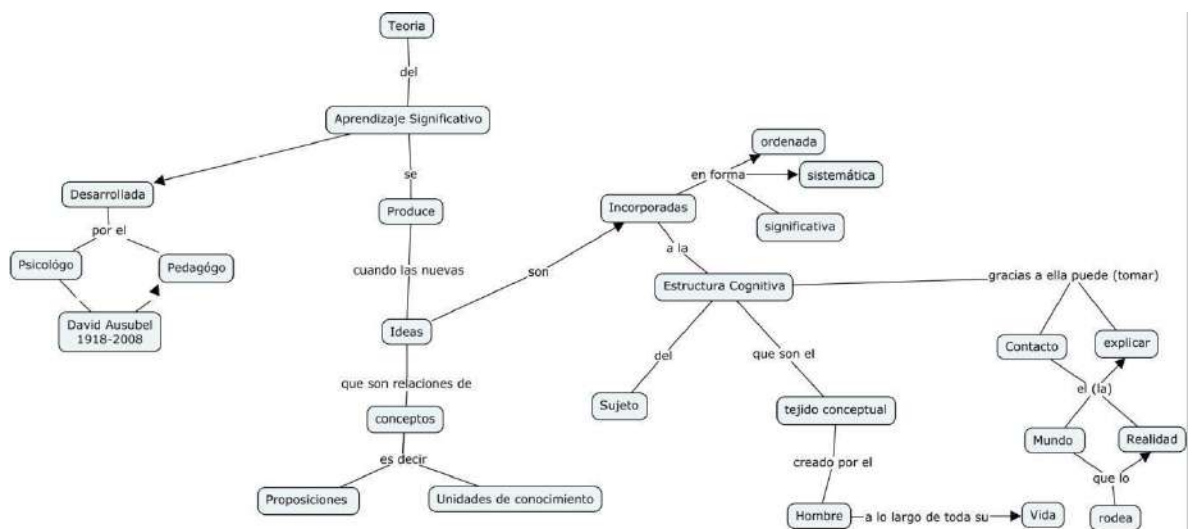 Teoria
del
Aprendizaje Significativo
Desarrollada
por el
Psicológo
Pedagógo
David Ausubel
1918-2008
se
Produce
cuando las nuevas
Ideas
que son relaciones de
conceptos
es decir
Proposiciones
Unidades de conocimiento
son
Incorporadas
en forma
ordenada
sistemática
significativa
a la
Estructura Cognitiva
del
Sujeto
que son el
tejido conceptual
creado por el
Hombre
a lo largo de toda su
Vida
gracias a ella puede (tomar)
Contacto
explicar
el (la)
Mundo
Realidad
que lo
rodea